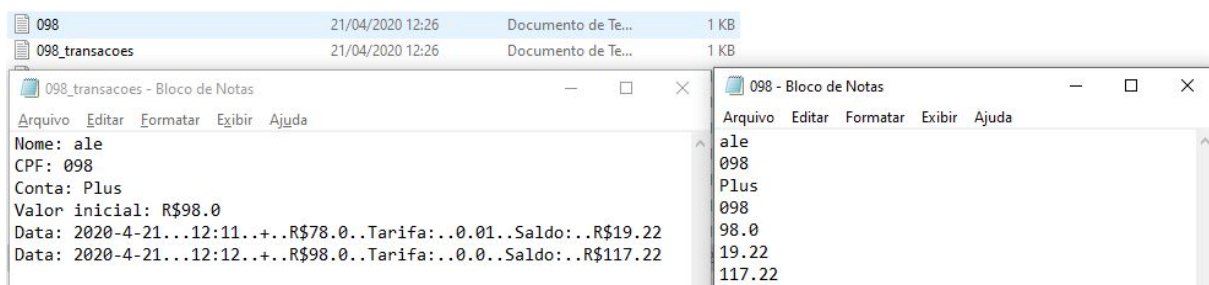 098 21/04/2020 12:26 Documento de Te... 1 KB
098_transacoes 21/04/2020 12:26 Documento de Te... 1 KB
098_transacoes - Bloco de Notas
Arquivo Editar Formatar Exibir Ajuda
Nome: ale
CPF: 098
Conta: Plus
Valor inicial: R$98.0
Data: 2020-4-21...12:11..+..R$78.0..Tarifa:..0.01..Saldo:..R$19.22
Data: 2020-4-21...12:12..+..R$98.0..Tarifa:..0.0..Saldo:..R$117.22
098 - Bloco de Notas
Arquivo Editar Formatar Exibir Ajuda
ale
098
Plus
098
98.0
19.22
117.22